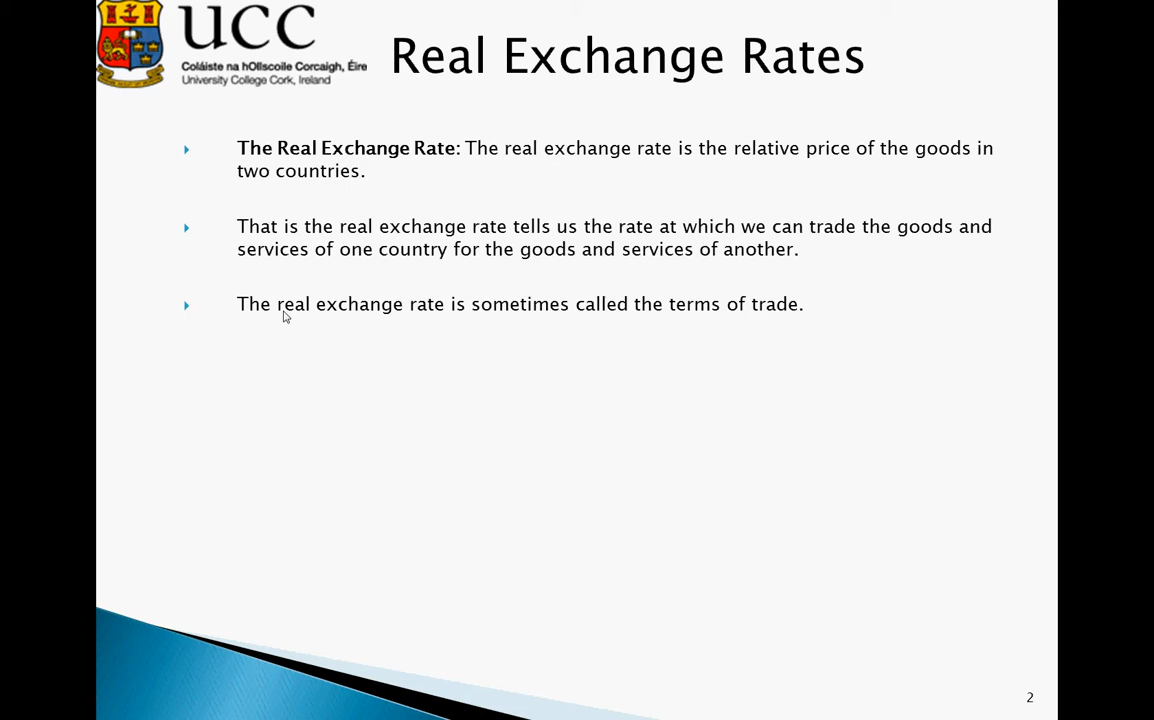 UCC
Coláiste na hOllscoile Corcaigh, Éire
University College Cork, Ireland
Real Exchange Rates
The Real Exchange Rate: The real exchange rate is the relative price of the goods in
two countries.
That is the real exchange rate tells us the rate at which we can trade the goods and
services of one country for the goods and services of another.
The real exchange rate is sometimes called the terms of trade.
2